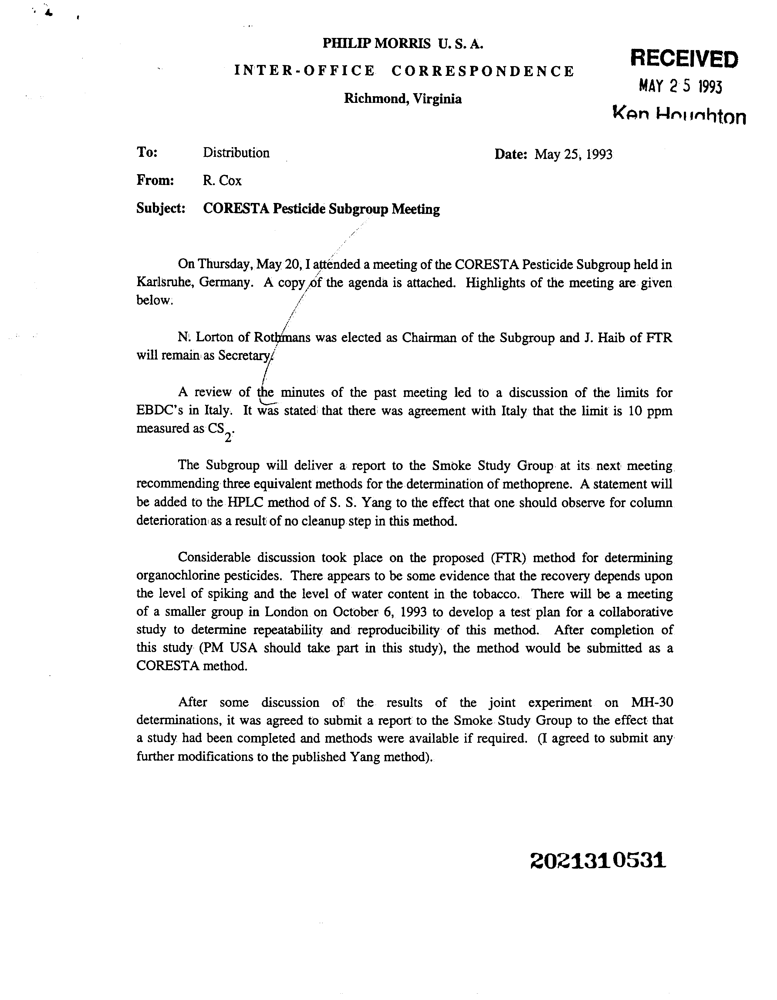 PHILIP MORRIS U. S. A.
INTER-OFFICE CORRESPONDENCE
Richmond, Virginia
RECEIVED
MAY 25 1993
Ken Houghton
To: Distribution
Date: May 25, 1993
From: R. Cox
Subject: CORESTA Pesticide Subgroup Meeting
On Thursday, May 20, I attended a meeting of the CORESTA Pesticide Subgroup held in
Karlsruhe, Germany. A copy of the agenda is attached. Highlights of the meeting are given
below.
N. Lorton of Rothmans was elected as Chairman of the Subgroup and J. Haib of FTR
will remain as Secretary.
A review of the minutes of the past meeting led to a discussion of the limits for
EBDC's in Italy. It was stated that there was agreement with Italy that the limit is 10 ppm
measured as CS2.
The Subgroup will deliver a report to the Smoke Study Group at its next meeting
recommending three equivalent methods for the determination of methoprene. A statement will
be added to the HPLC method of S. S. Yang to the effect that one should observe for column
deterioration as a result of no cleanup step in this method.
Considerable discussion took place on the proposed (FTR) method for determining
organochlorine pesticides. There appears to be some evidence that the recovery depends upon
the level of spiking and the level of water content in the tobacco. There will be a meeting
of a smaller group in London on October 6, 1993 to develop a test plan for a collaborative
study to determine repeatability and reproducibility of this method. After completion of
this study (PM USA should take part in this study), the method would be submitted as a
CORESTA method.
After some discussion of the results of the joint experiment on MH-30
determinations, it was agreed to submit a report to the Smoke Study Group to the effect that
a study had been completed and methods were available if required. (I agreed to submit any
further modifications to the published Yang method).
2021310531